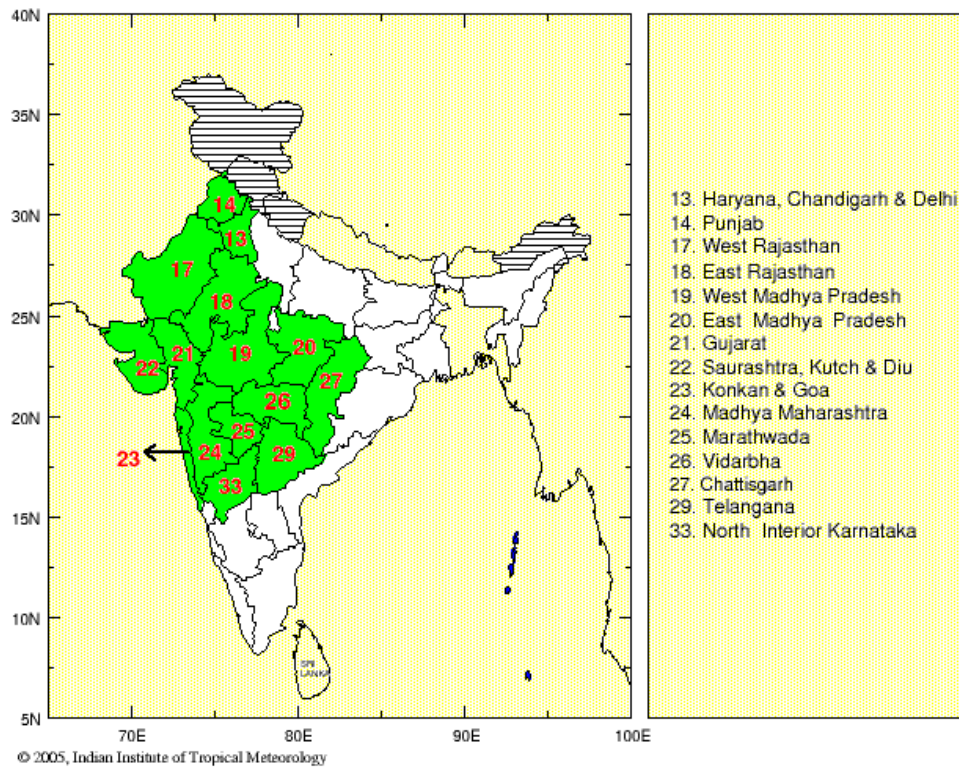 40N
35N
30N
25N
20N
15N
10N
5N
70E
80E
90E
100E
14
13
17
18
19
20
21
22
27
26
25
24
29
23
33
SRI
LANKA
13. Haryana, Chandigarh & Delhi
14. Punjab
17. West Rajasthan
18. East Rajasthan
19. West Madhya Pradesh
20. East Madhya Pradesh
21. Gujarat
22. Saurashtra, Kutch & Diu
23. Konkan & Goa
24. Madhya Maharashtra
25. Marathwada
26. Vidarbha
27. Chattisgarh
29. Telangana
33. North Interior Karnataka
© 2005, Indian Institute of Tropical Meteorology